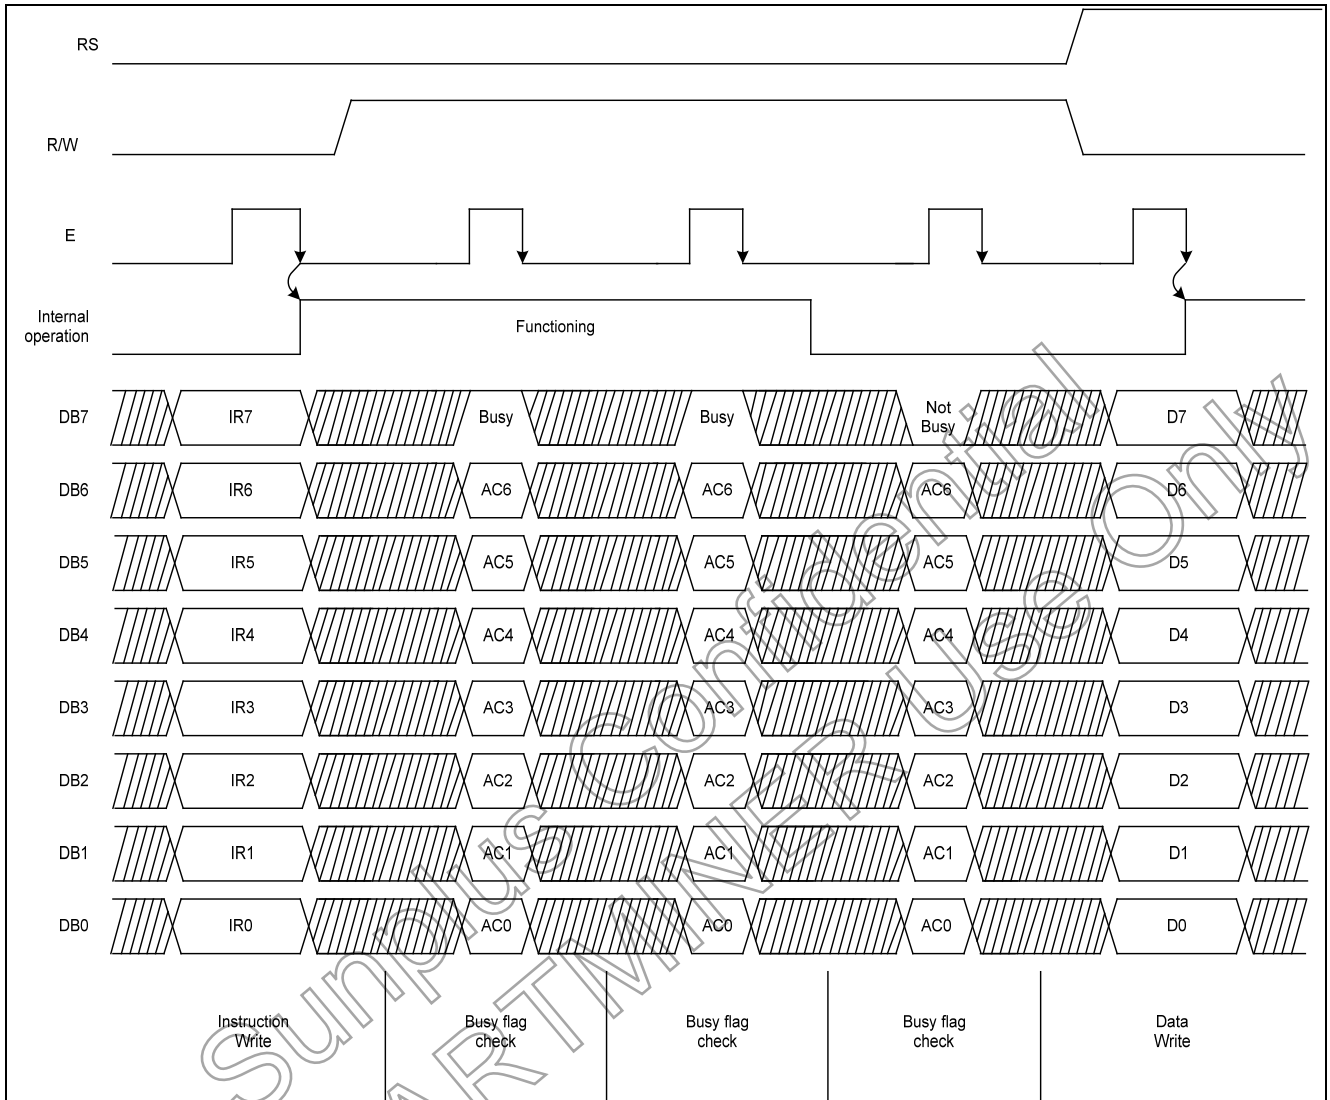 RS
R/W
E
Internal
operation
Functioning
DB7 IR7 Busy Busy Not Busy D7
DB6 IR6 AC6 AC6 AC6 D6
DB5 IR5 AC5 AC5 AC5 D5
DB4 IR4 AC4 AC4 AC4 D4
DB3 IR3 AC3 AC3 AC3 D3
DB2 IR2 AC2 AC2 AC2 D2
DB1 IR1 AC1 AC1 AC1 D1
DB0 IR0 AC0 AC0 AC0 D0
Instruction Busy flag Busy flag Busy flag Data
Write check check check Write
Sunplus Confidential
ARTMINER Use Only